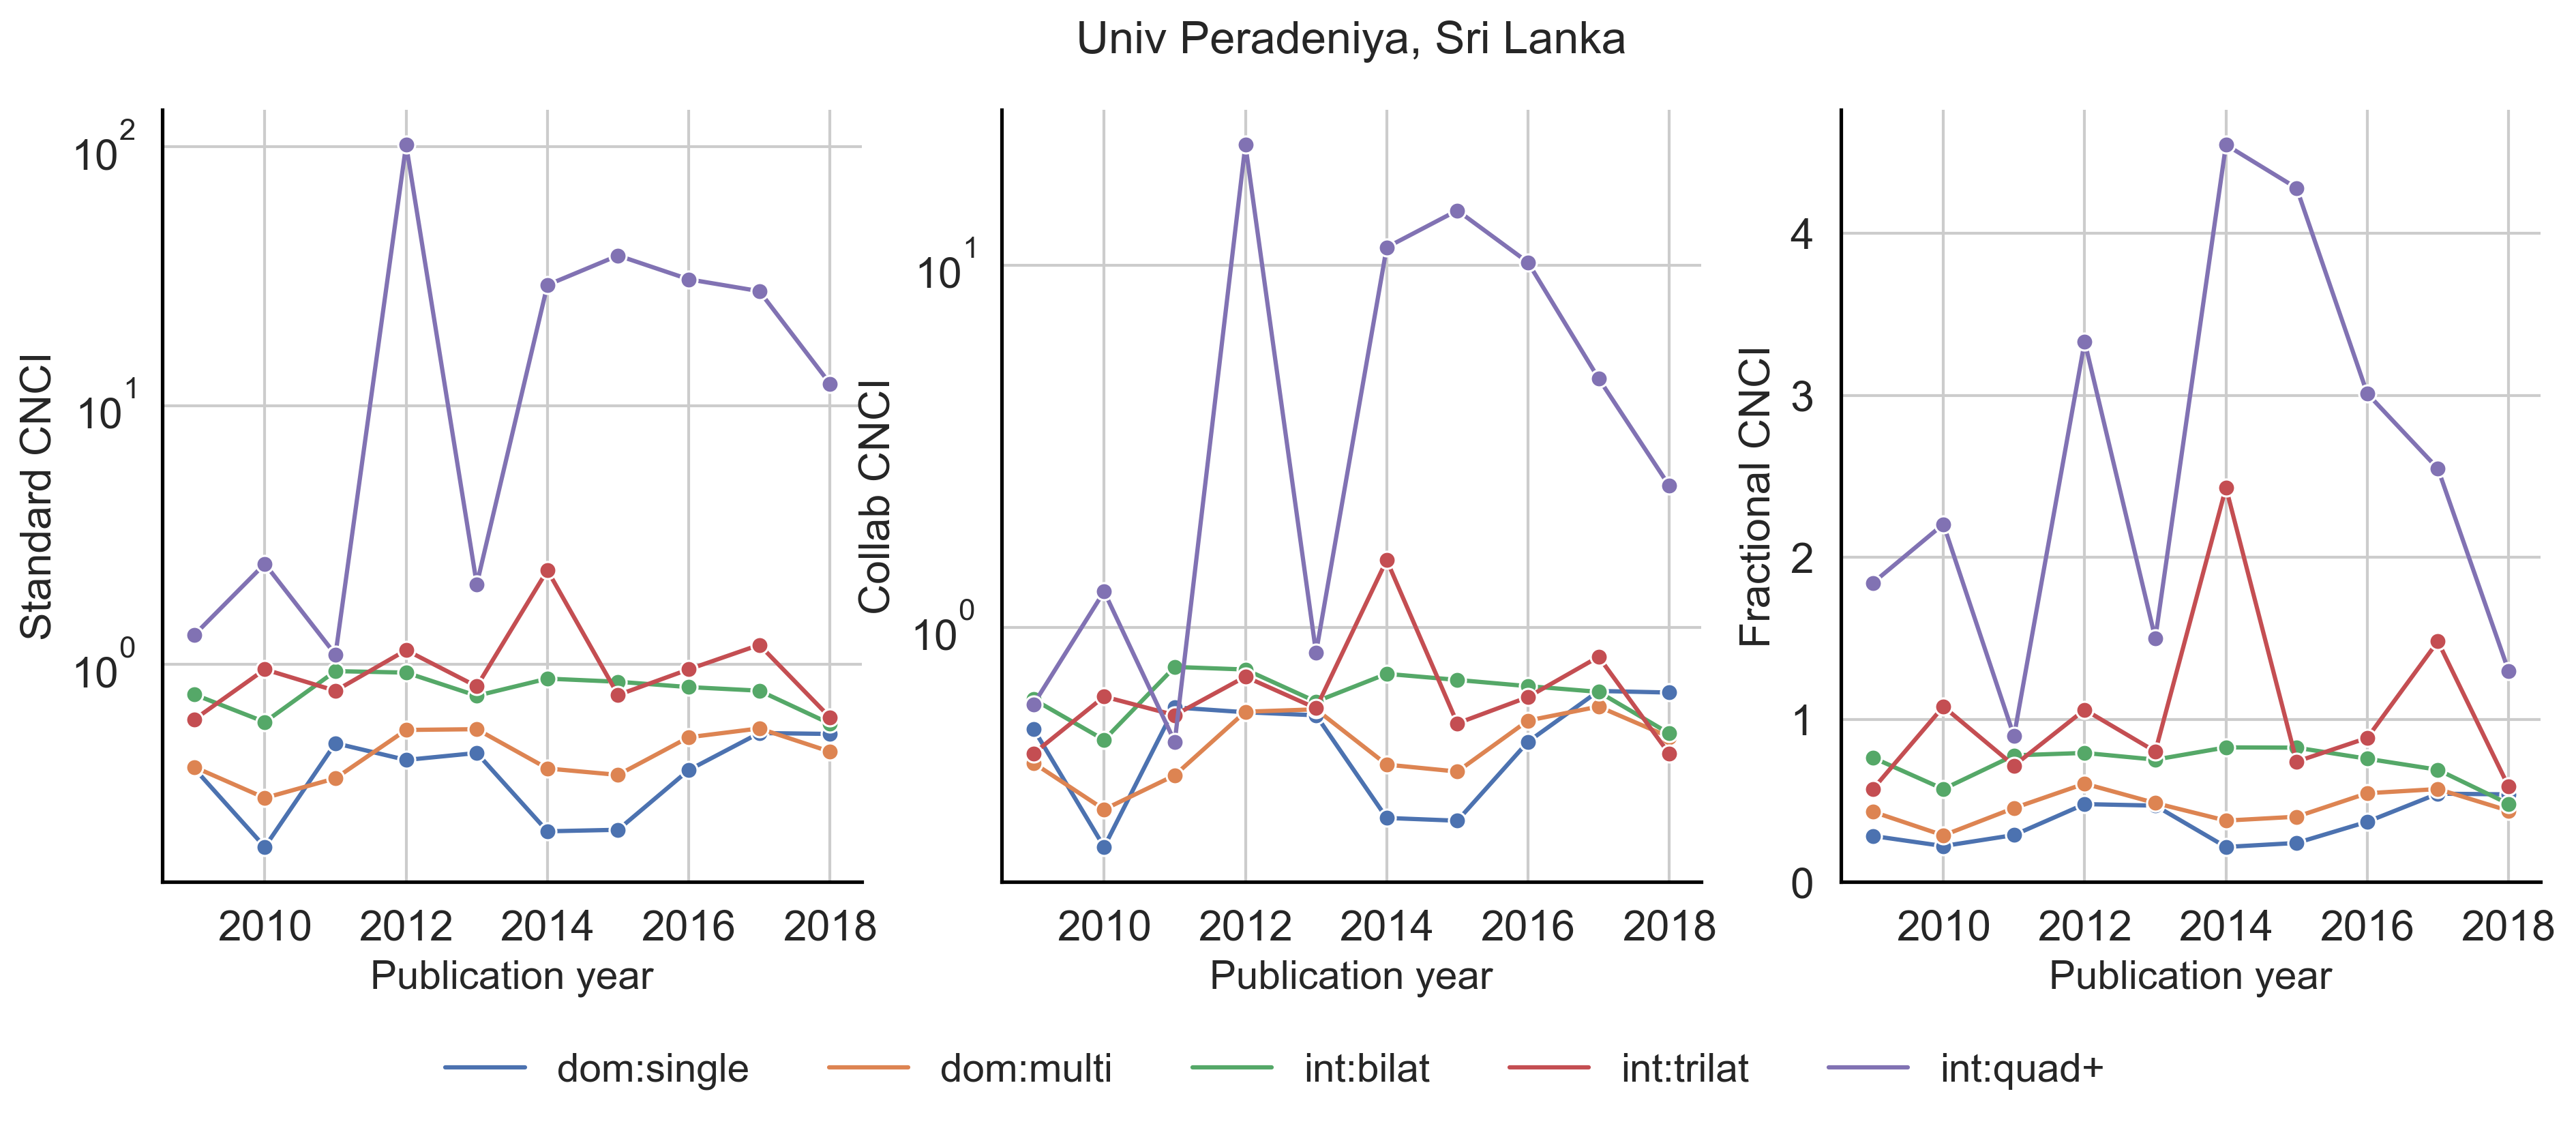 Univ Peradeniya, Sri Lanka
Standard CNCI
10^2
10^1
10^0
2010 2012 2014 2016 2018
Publication year
Collab CNCI
10^1
10^0
2010 2012 2014 2016 2018
Publication year
Fractional CNCI
4
3
2
1
0
2010 2012 2014 2016 2018
Publication year
dom:single dom:multi int:bilat int:trilat int:quad+